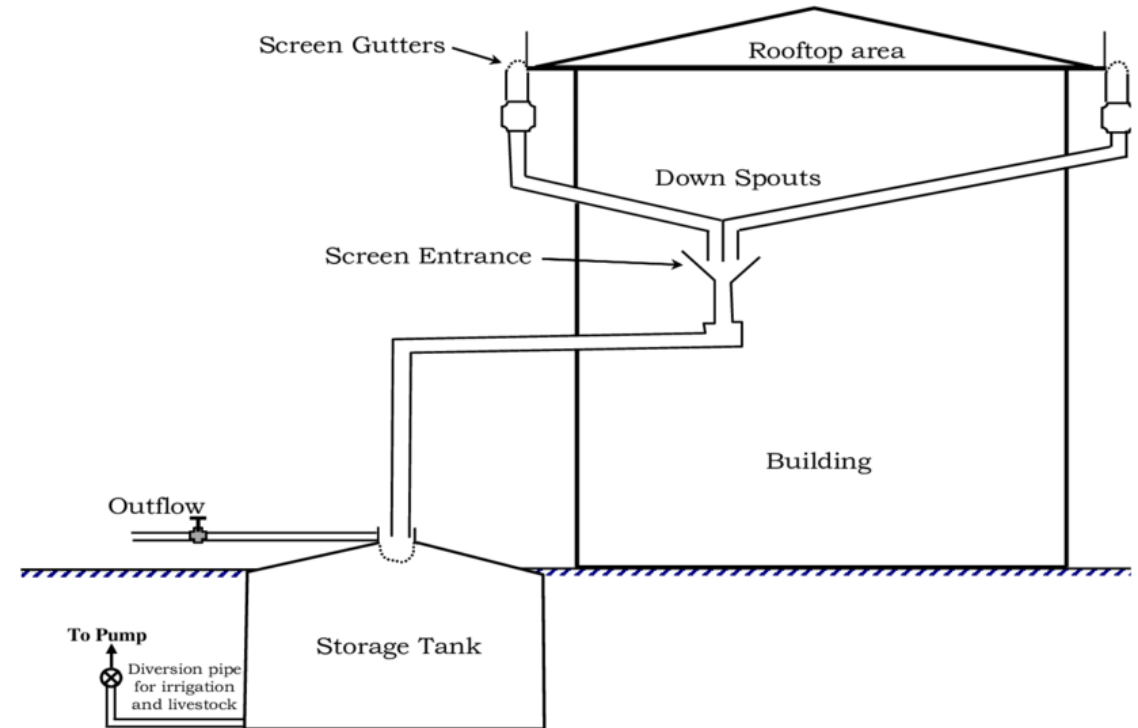 Screen Gutters
Rooftop area
Down Spouts
Screen Entrance
Building
Outflow
To Pump
Storage Tank
Diversion pipe
for irrigation
and livestock